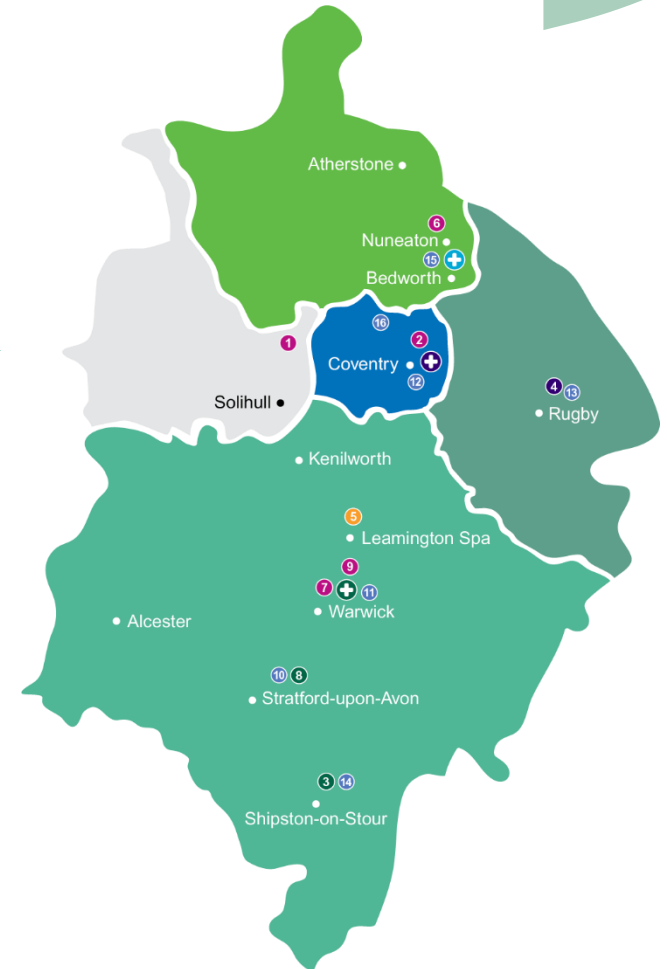 Atherstone
6
Nuneaton
15
Bedworth
16
1
2
Coventry
12
4
13
Solihull
Rugby
Kenilworth
5
Leamington Spa
9
7
11
Warwick
Alcester
10 8
Stratford-upon-Avon
3 14
Shipston-on-Stour